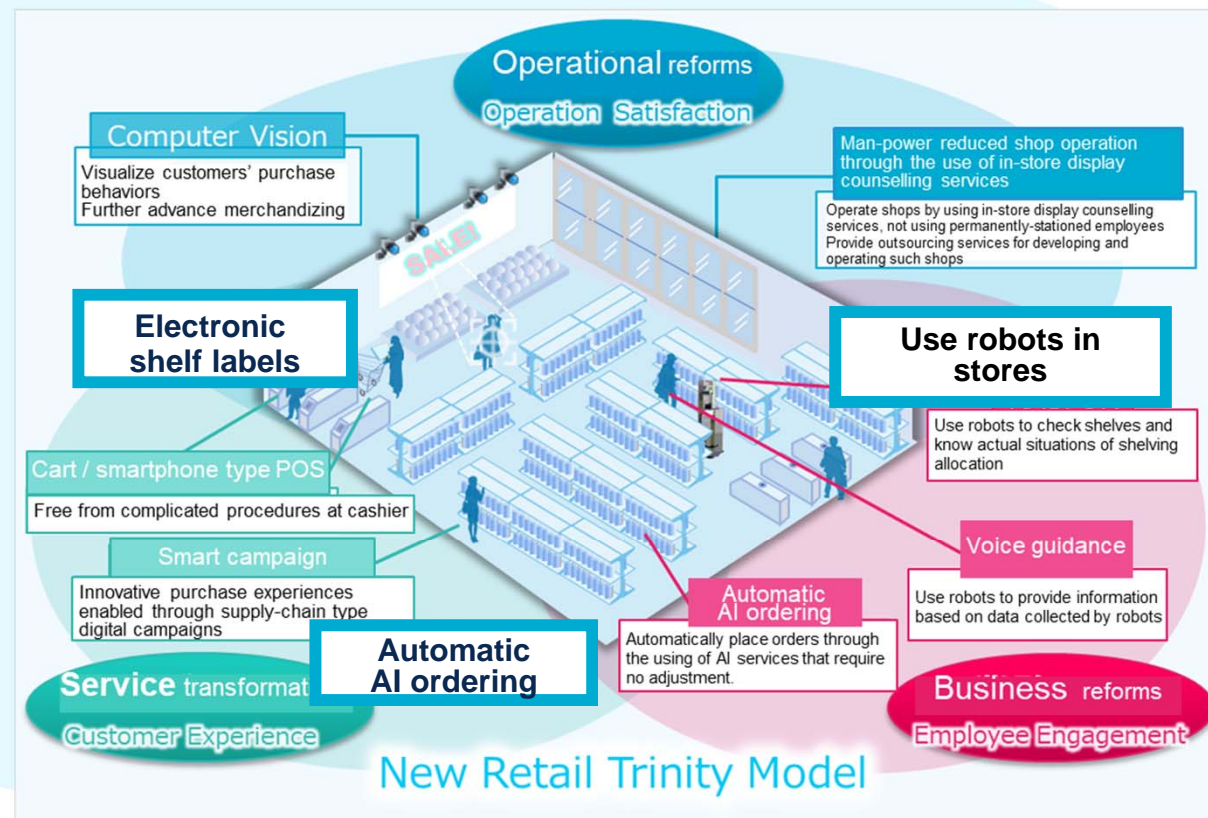 Operational reforms
Operation Satisfaction
Computer Vision
Visualize customers' purchase
behaviors
Further advance merchandizing
Man-power reduced shop operation
through the use of in-store display
counselling services
Operate shops by using in-store display counselling
services, not using permanently-stationed employees
Provide outsourcing services for developing and
operating such shops
SALE!
Electronic
shelf labels
Use robots in
stores
Use robots to check shelves and
know actual situations of shelving
allocation
Cart / smartphone type POS
Free from complicated procedures at cashier
Smart campaign
Innovative purchase experiences
enabled through supply-chain type
digital campaigns
Voice guidance
Use robots to provide information
based on data collected by robots
Automatic
AI ordering
Automatically place orders through
the using of AI services that require
no adjustment.
Automatic
AI ordering
Service transformat
Customer Experience
Business reforms
Employee Engagement
New Retail Trinity Model